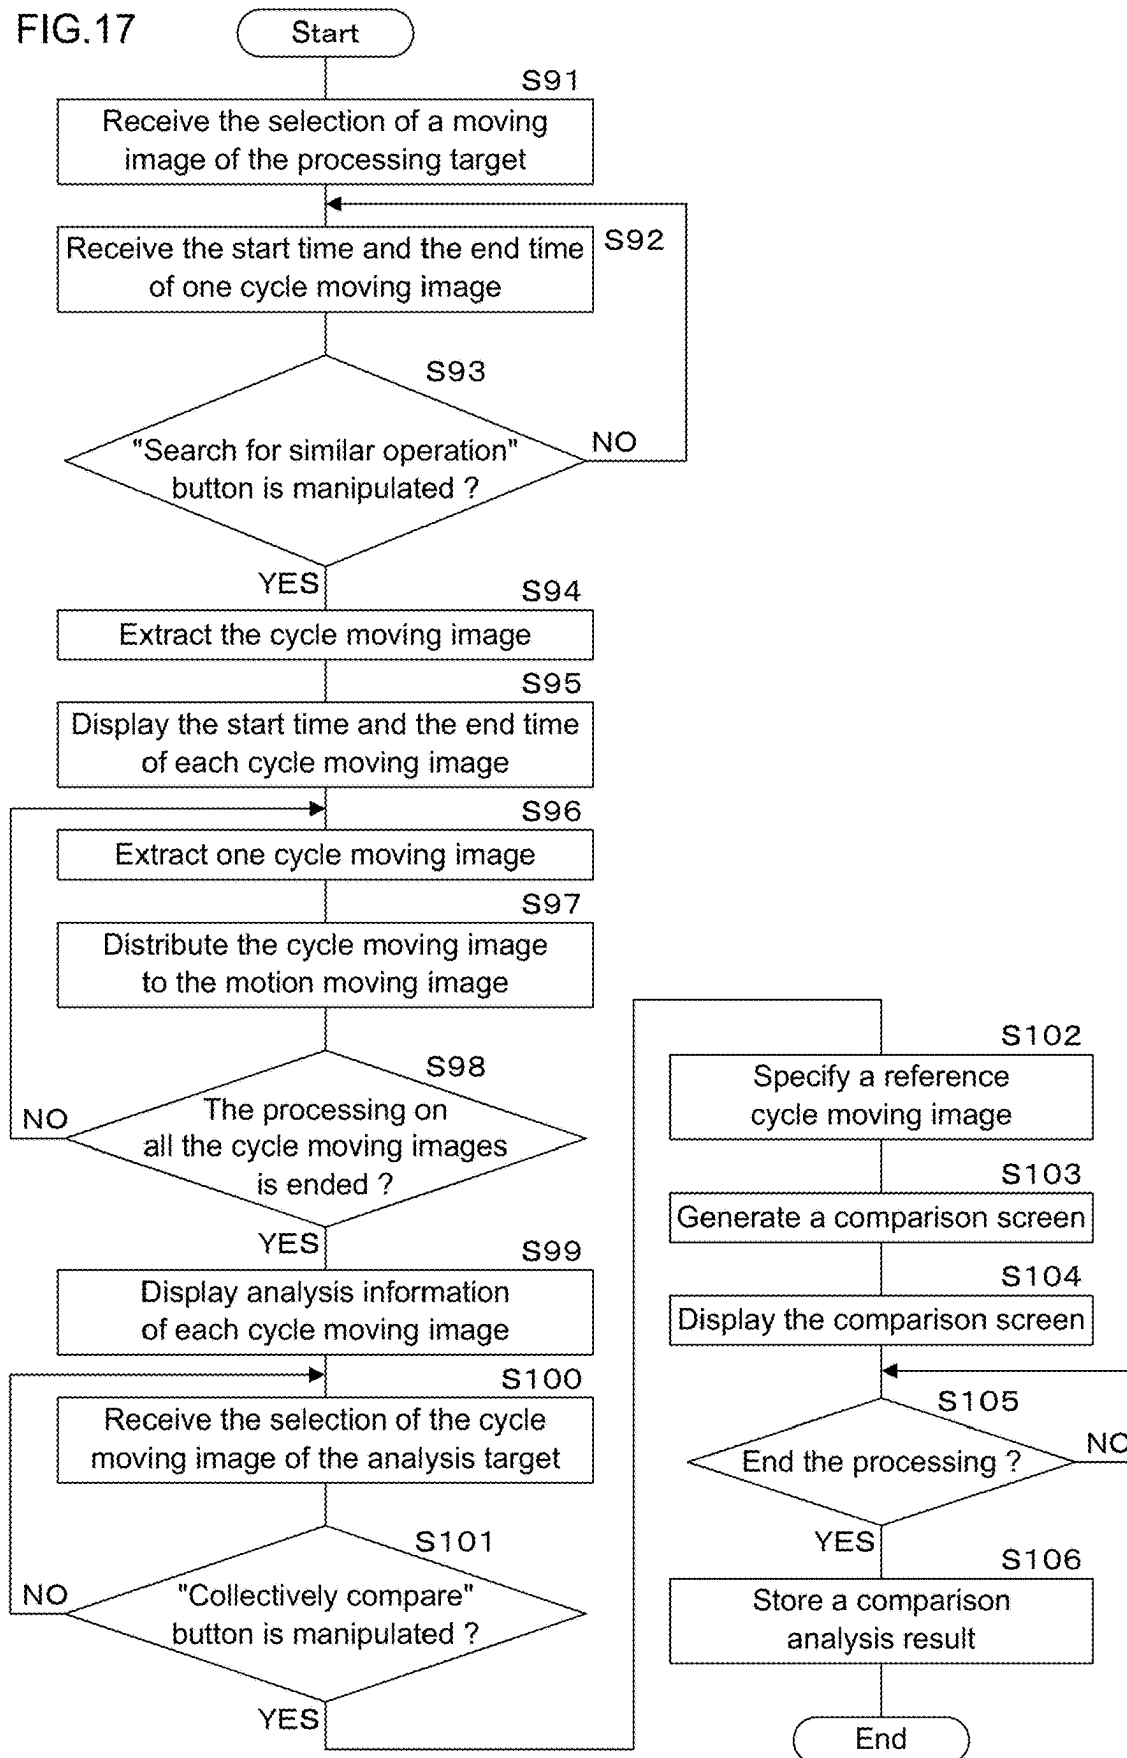 FIG.17
Start
S91
Receive the selection of a moving
image of the processing target
S92
Receive the start time and the end time
of one cycle moving image
S93
"Search for similar operation"
button is manipulated ?
NO
YES
S94
Extract the cycle moving image
S95
Display the start time and the end time
of each cycle moving image
S96
Extract one cycle moving image
S97
Distribute the cycle moving image
to the motion moving image
S98
The processing on
all the cycle moving images
is ended ?
NO
YES
S99
Display analysis information
of each cycle moving image
S100
Receive the selection of the cycle
moving image of the analysis target
S101
"Collectively compare"
button is manipulated ?
NO
YES
S102
Specify a reference
cycle moving image
S103
Generate a comparison screen
S104
Display the comparison screen
S105
End the processing ?
NO
YES
S106
Store a comparison
analysis result
End